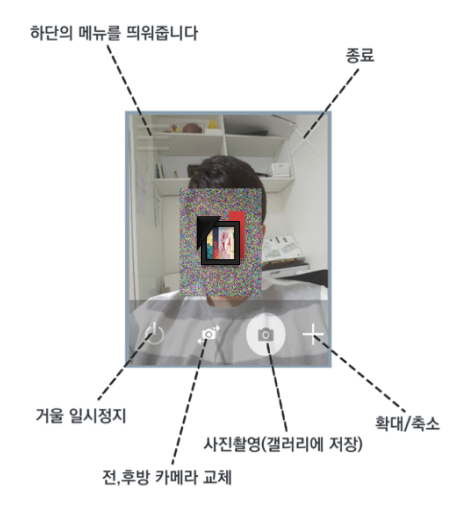 하단의 메뉴를 띄워줍니다
종료
거울 일시정지
확대/축소
사진촬영(갤러리에 저장)
전,후방 카메라 교체